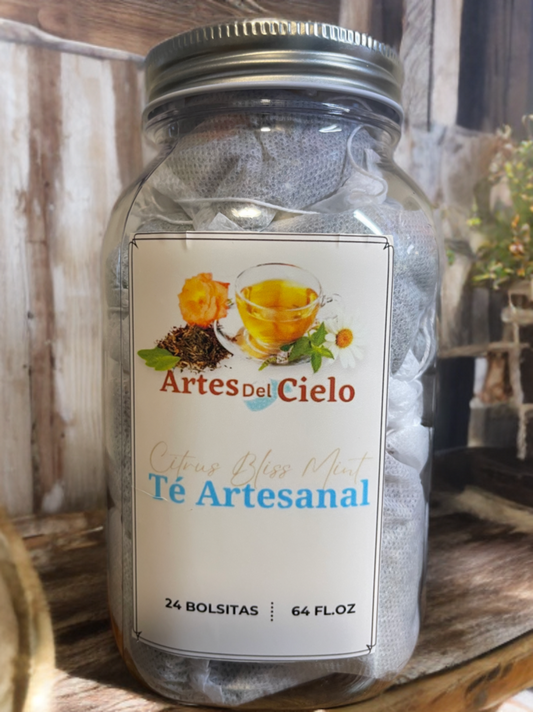 Artes Del Cielo
Citrus Bliss Mint
Té Artesanal
24 BOLSITAS 64 FL.OZ